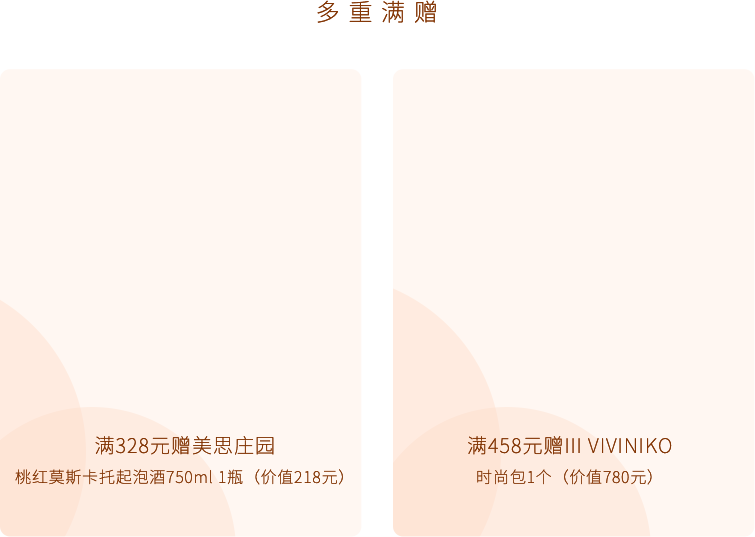 多重满赠
满328元赠美思庄园
桃红莫斯卡托起泡酒750ml 1瓶（价值218元）
满458元赠III VIVINIKO
时尚包1个（价值780元）